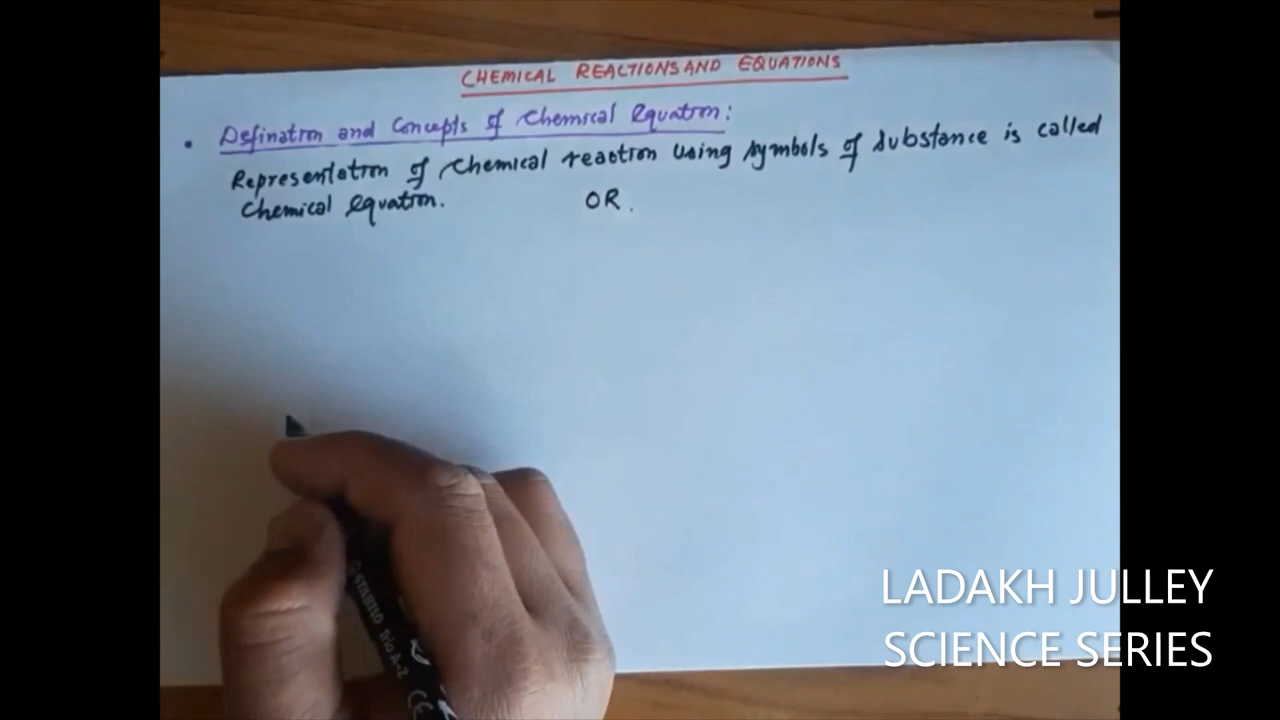 CHEMICAL REACTIONS AND EQUATIONS
• Defination and Concepts of Chemical Equation:
Representation of Chemical reaction using symbols of substance is called
Chemical Equation. OR.
LADAKH JULLEY
SCIENCE SERIES